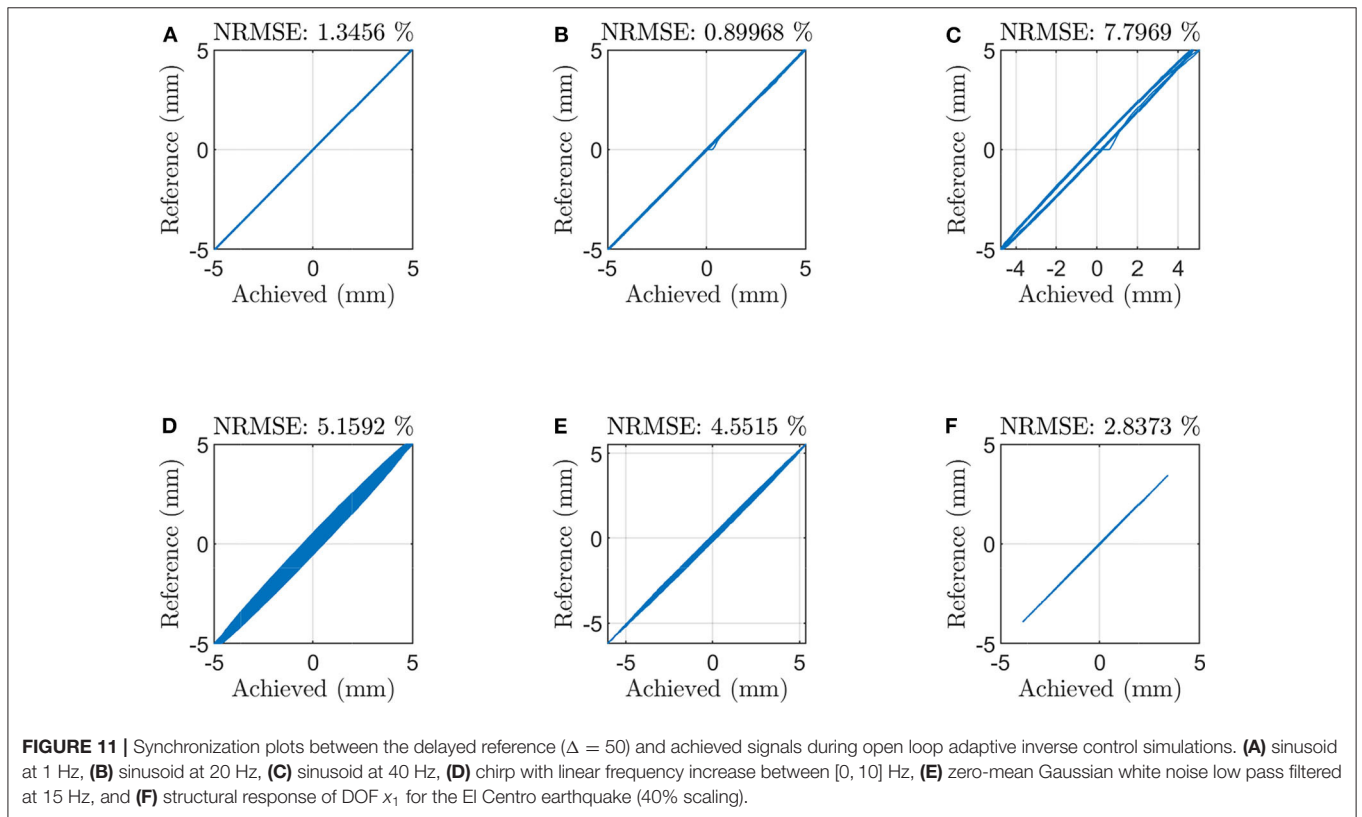 A NRMSE: 1.3456 %
5
0
-5
Reference (mm)
-5 0 5
Achieved (mm)
B NRMSE: 0.89968 %
5
0
-5
Reference (mm)
-5 0 5
Achieved (mm)
C NRMSE: 7.7969 %
5
0
-5
Reference (mm)
-4 -2 0 2 4
Achieved (mm)
D NRMSE: 5.1592 %
5
0
-5
Reference (mm)
-5 0 5
Achieved (mm)
E NRMSE: 4.5515 %
5
0
-5
Reference (mm)
-5 0 5
Achieved (mm)
F NRMSE: 2.8373 %
5
0
-5
Reference (mm)
-5 0 5
Achieved (mm)
FIGURE 11 | Synchronization plots between the delayed reference (Δ = 50) and achieved signals during open loop adaptive inverse control simulations. (A) sinusoid
at 1 Hz, (B) sinusoid at 20 Hz, (C) sinusoid at 40 Hz, (D) chirp with linear frequency increase between [0, 10] Hz, (E) zero-mean Gaussian white noise low pass filtered
at 15 Hz, and (F) structural response of DOF x₁ for the El Centro earthquake (40% scaling).